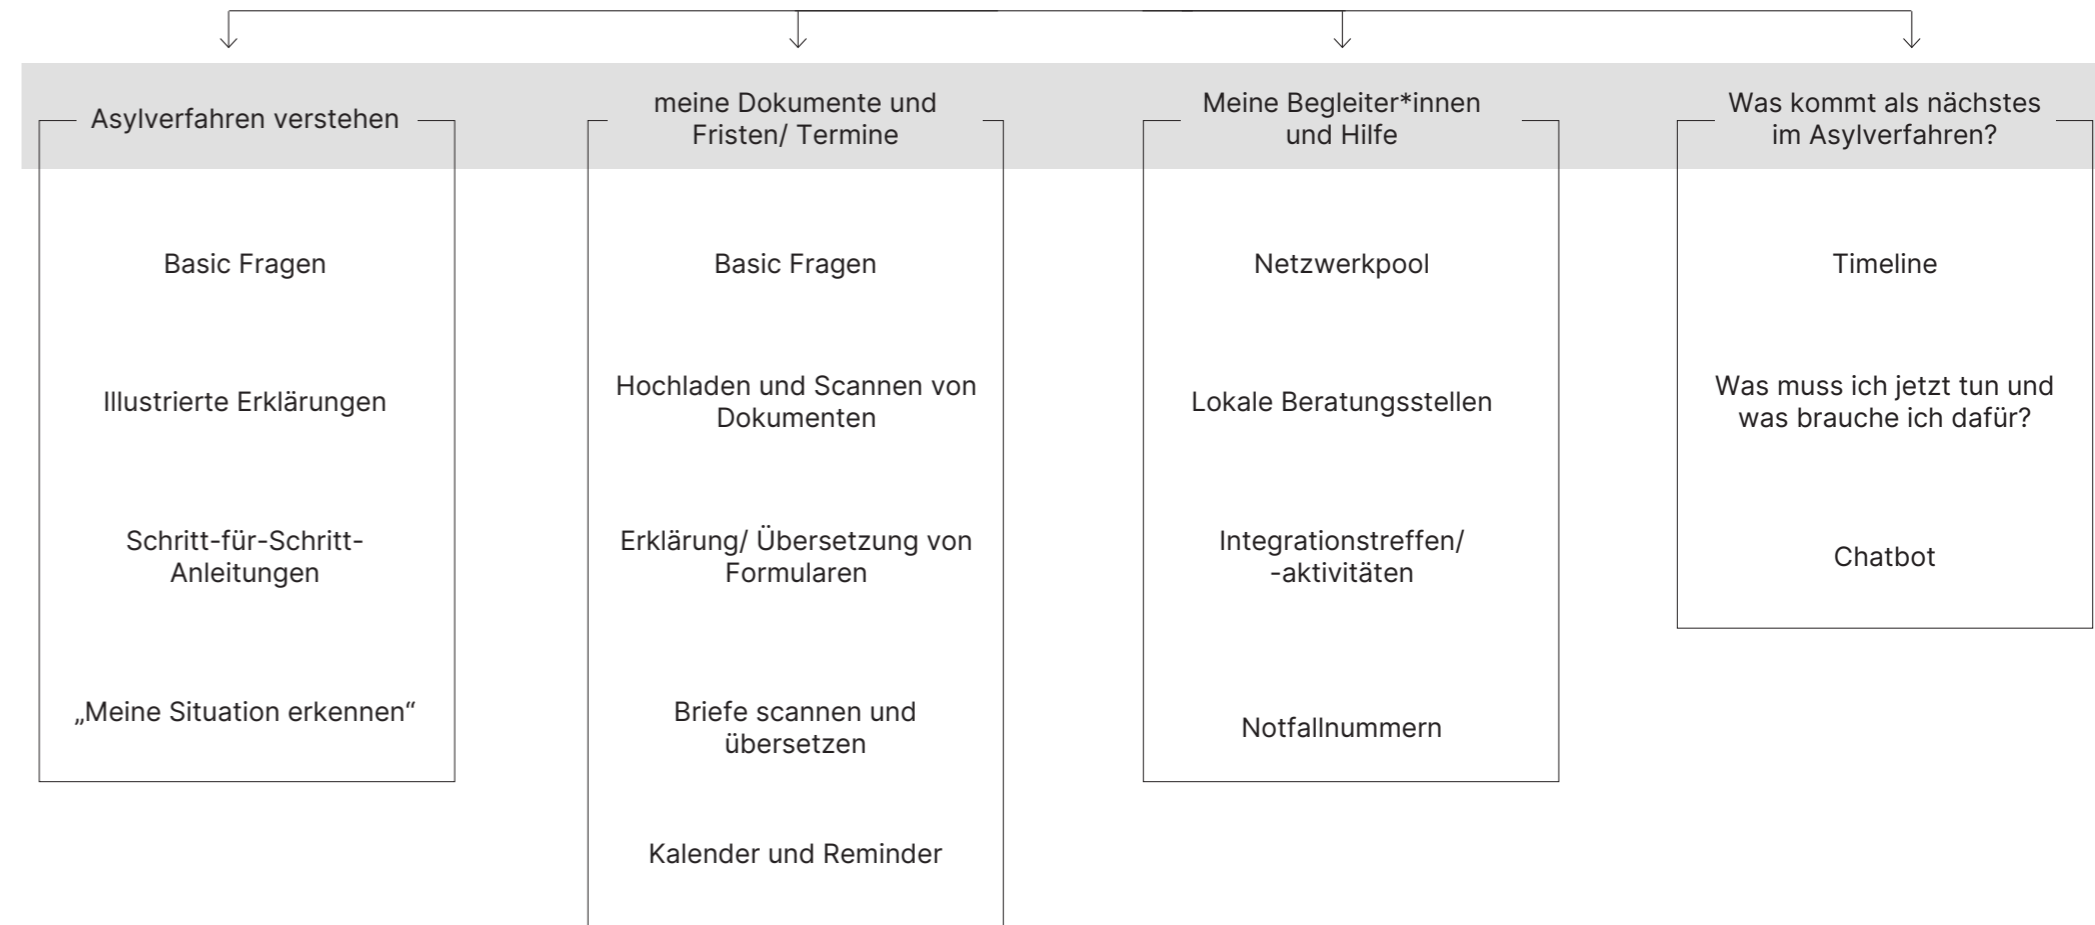 Asylverfahren verstehen
meine Dokumente und
Fristen/ Termine
Meine Begleiter*innen
und Hilfe
Was kommt als nächstes
im Asylverfahren?
Basic Fragen
Illustrierte Erklärungen
Schritt-für-Schritt-
Anleitungen
„Meine Situation erkennen“
Basic Fragen
Hochladen und Scannen von
Dokumenten
Erklärung/ Übersetzung von
Formularen
Briefe scannen und
übersetzen
Kalender und Reminder
Netzwerkpool
Lokale Beratungsstellen
Integrationstreffen/
-aktivitäten
Notfallnummern
Timeline
Was muss ich jetzt tun und
was brauche ich dafür?
Chatbot